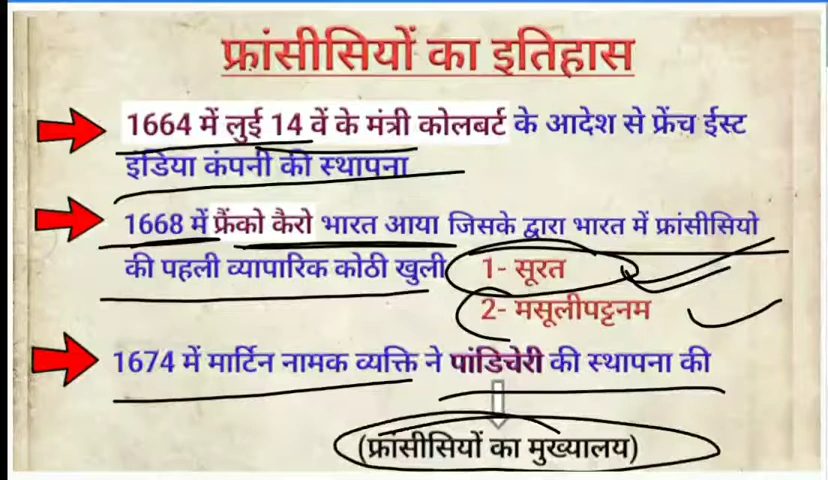 फ्रांसीसियों का इतिहास
1664 में लुई 14 वें के मंत्री कोलबर्ट के आदेश से फ्रेंच ईस्ट
इंडिया कंपनी की स्थापना
1668 में फ्रैंको कैरो भारत आया जिसके द्वारा भारत में फ्रांसीसियो
की पहली व्यापारिक कोठी खुली 1- सूरत
2- मसूलीपट्टनम
1674 में मार्टिन नामक व्यक्ति ने पांडिचेरी की स्थापना की
(फ्रांसीसियों का मुख्यालय)